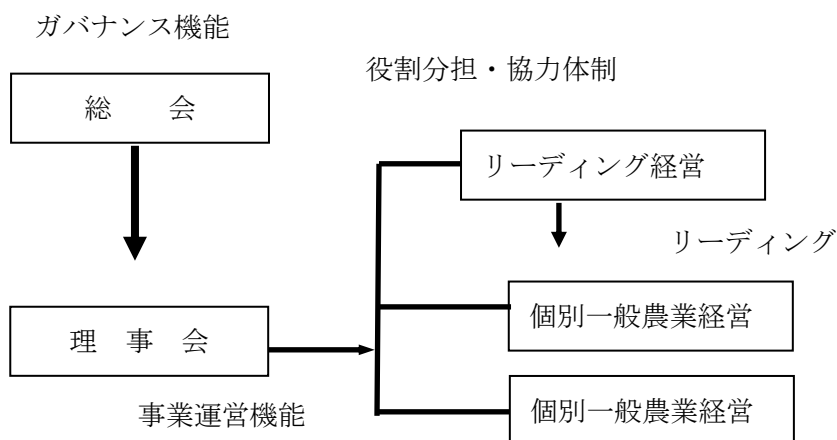 ガバナンス機能
役割分担・協力体制
総　　会
リーディング経営
リーディング
個別一般農業経営
理　事　会
個別一般農業経営
事業運営機能